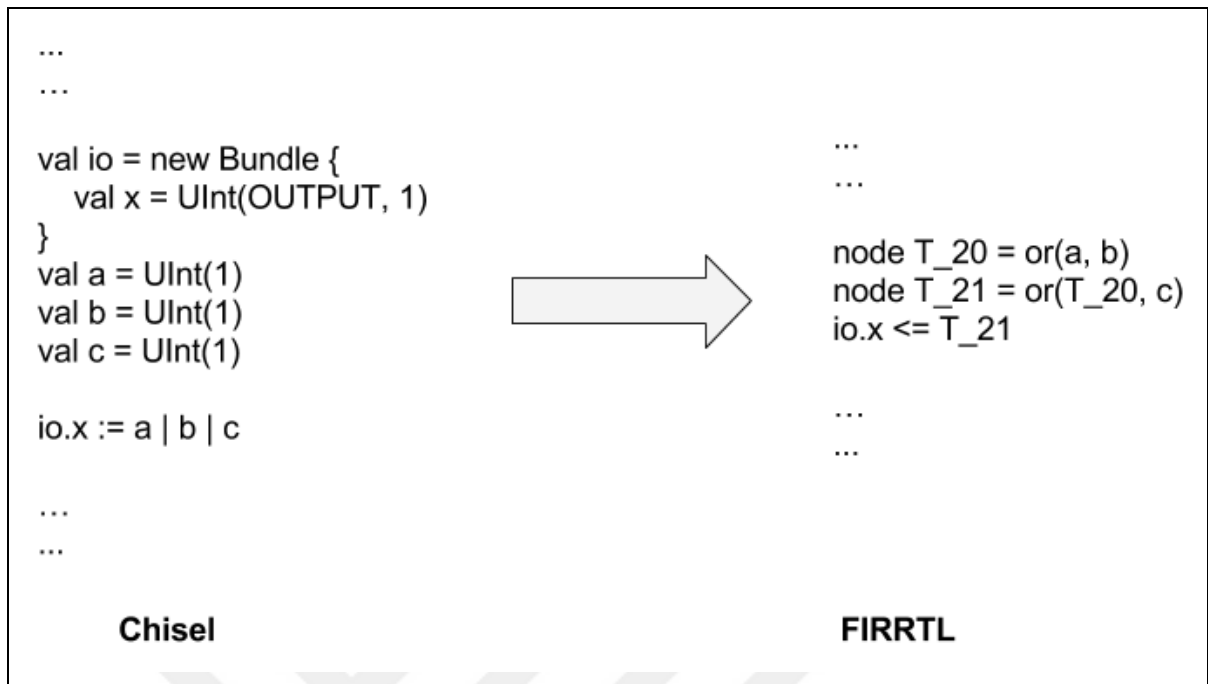 ...
…
val io = new Bundle {
val x = UInt(OUTPUT, 1)
}
val a = UInt(1)
val b = UInt(1)
val c = UInt(1)
io.x := a | b | c
…
...
Chisel
...
…
node T_20 = or(a, b)
node T_21 = or(T_20, c)
io.x <= T_21
…
...
FIRRTL